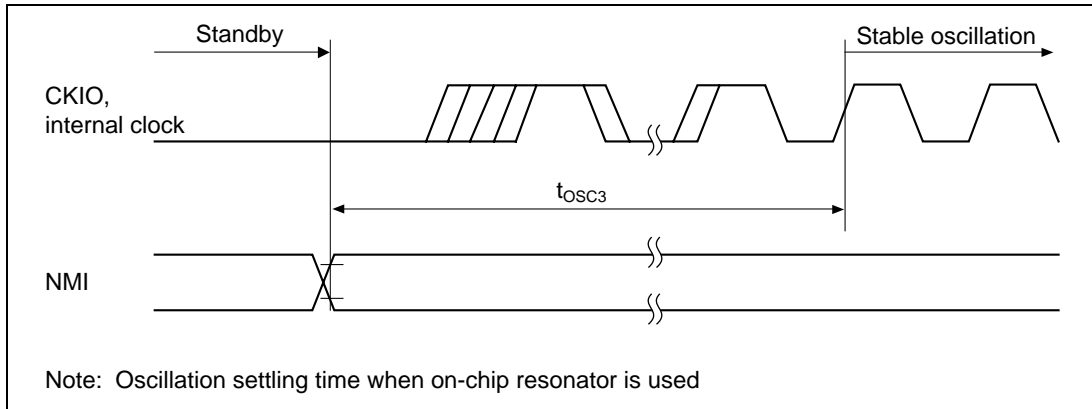 Standby
Stable oscillation
CKIO,
internal clock
tOSC3
NMI
Note: Oscillation settling time when on-chip resonator is used